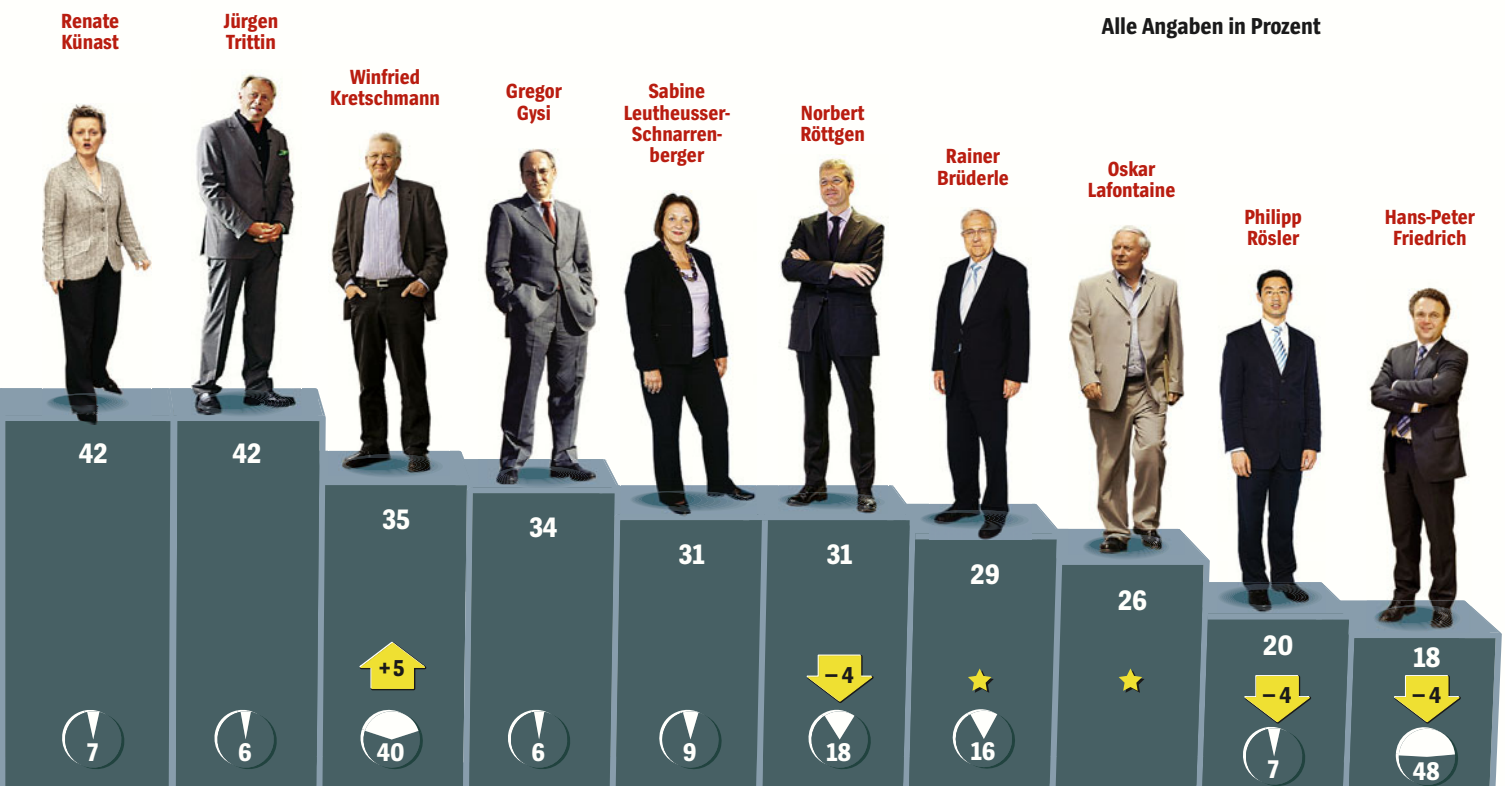 Alle Angaben in Prozent
Renate
Künast
Jürgen
Trittin
Winfried
Kretschmann
Gregor
Gysi
Sabine
Leutheusser-
Schnarren-
berger
Norbert
Röttgen
Rainer
Brüderle
Oskar
Lafontaine
Philipp
Rösler
Hans-Peter
Friedrich
42
42
35
34
31
31
29
26
20
18
+5
– 4
– 4
– 4
7
6
40
6
9
18
16
7
48